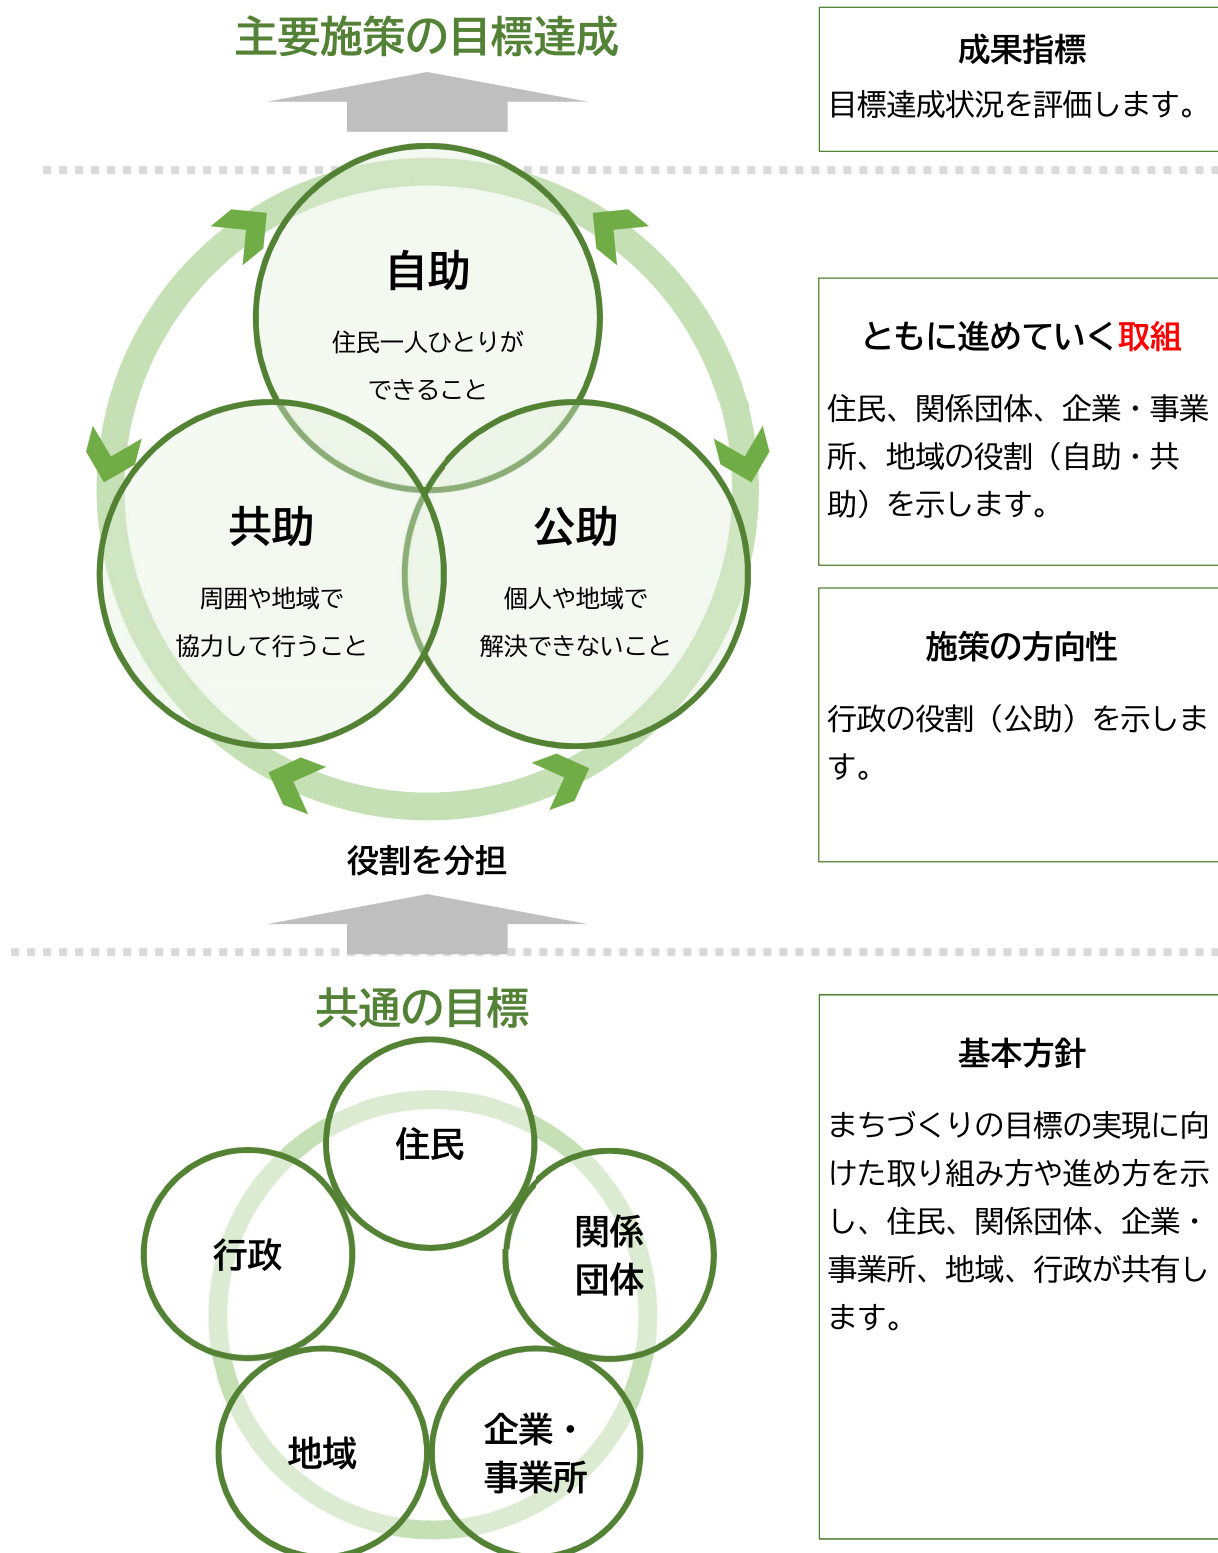 主要施策の目標達成
成果指標
目標達成状況を評価します。
自助
住民一人ひとりが
できること
共助
周囲や地域で
協力して行うこと
公助
個人や地域で
解決できないこと
ともに進めていく取組
住民、関係団体、企業・事業
所、地域の役割（自助・共
助）を示します。
施策の方向性
行政の役割（公助）を示しま
す。
役割を分担
共通の目標
住民
行政
関係
団体
地域
企業・
事業所
基本方針
まちづくりの目標の実現に向
けた取り組み方や進め方を示
し、住民、関係団体、企業・
事業所、地域、行政が共有し
ます。